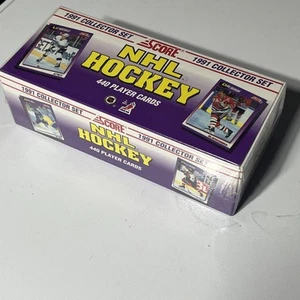 1991 COLLECTOR SET
SCORE
1991 COLLECTOR SET
NHL
HOCKEY
440 PLAYER CARDS
1991 COLLECTOR SET
SCORE
1991 COLLECTOR SET
NHL
HOCKEY
440 PLAYER CARDS